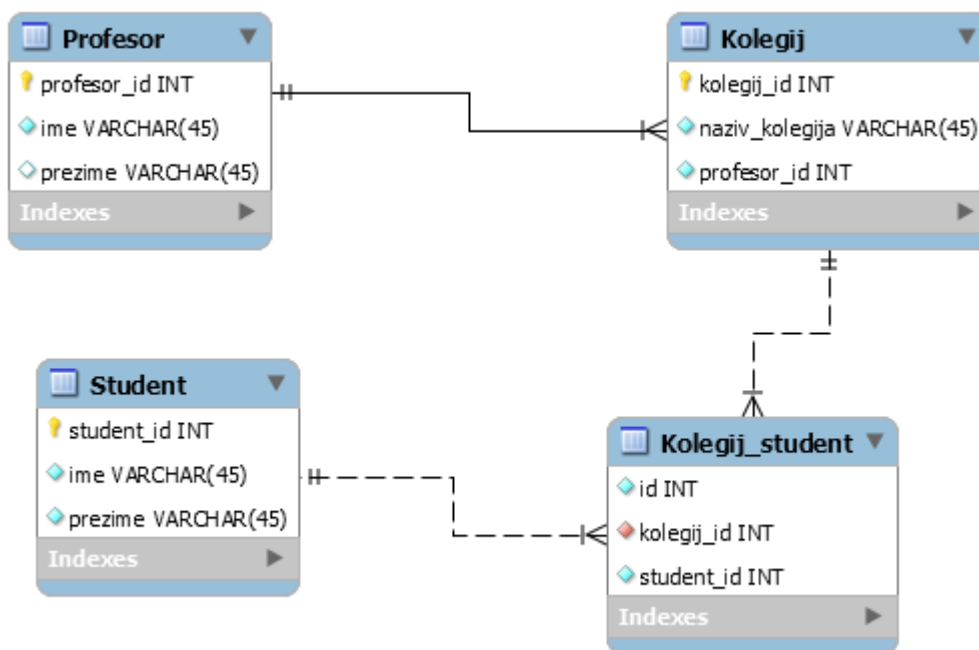 Profesor
profesor_id INT
ime VARCHAR(45)
prezime VARCHAR(45)
Indexes
Kolegij
kolegij_id INT
naziv_kolegija VARCHAR(45)
profesor_id INT
Indexes
Student
student_id INT
ime VARCHAR(45)
prezime VARCHAR(45)
Indexes
Kolegij_student
id INT
kolegij_id INT
student_id INT
Indexes